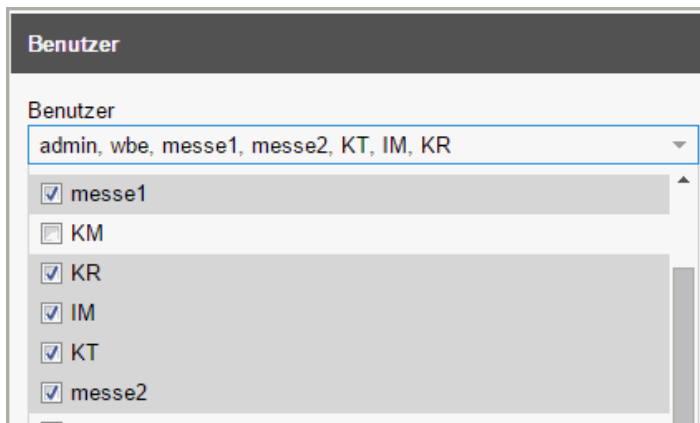 Benutzer
Benutzer
admin, wbe, messe1, messe2, KT, IM, KR
messe1
KM
KR
IM
KT
messe2